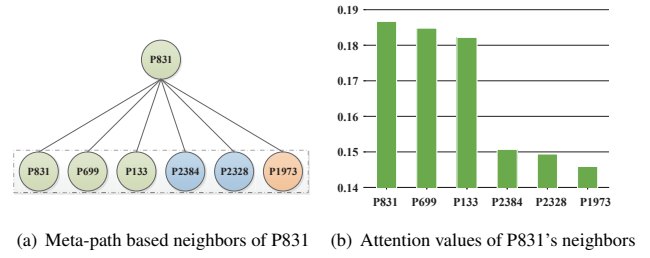 P831
P831 P699 P133 P2384 P2328 P1973
(a) Meta-path based neighbors of P831
0.19
0.18
0.17
0.16
0.15
0.14
P831 P699 P133 P2384 P2328 P1973
(b) Attention values of P831's neighbors